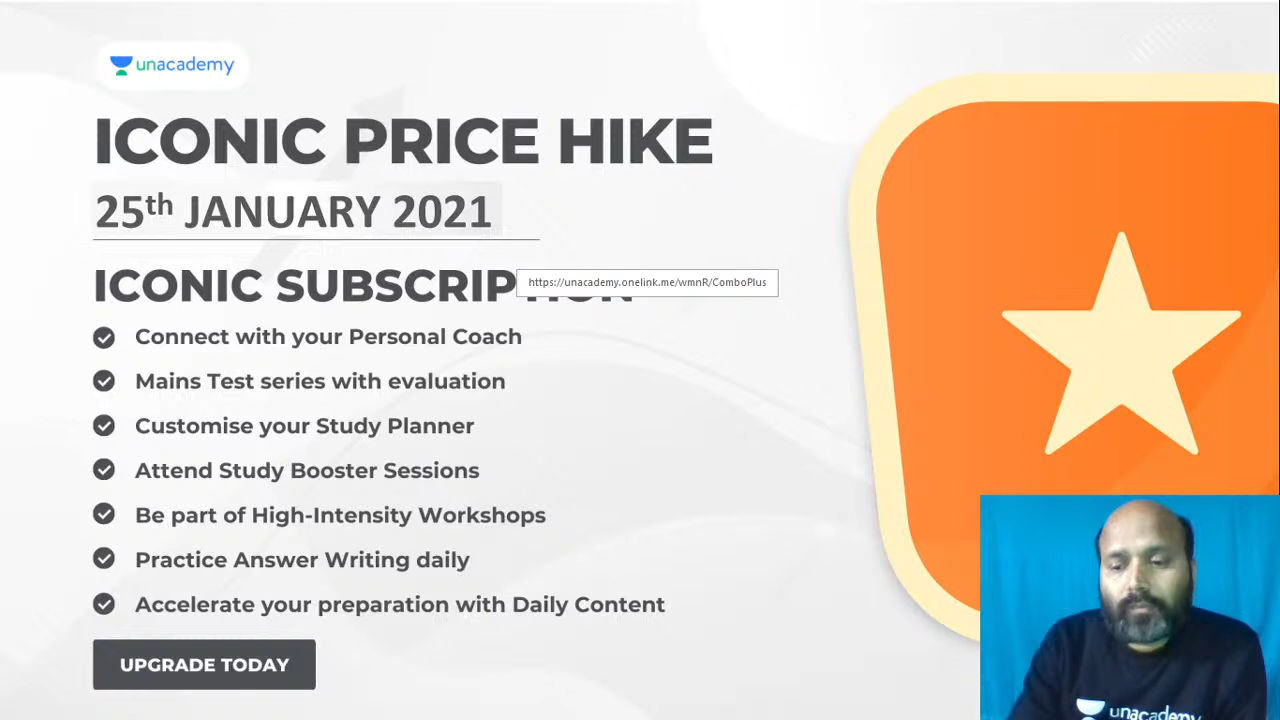 unacademy
ICONIC PRICE HIKE
25th JANUARY 2021
ICONIC SUBSCRIPTION
https://unacademy.onelink.me/wmnR/ComboPlus
Connect with your Personal Coach
Mains Test series with evaluation
Customise your Study Planner
Attend Study Booster Sessions
Be part of High-Intensity Workshops
Practice Answer Writing daily
Accelerate your preparation with Daily Content
UPGRADE TODAY
unacademy